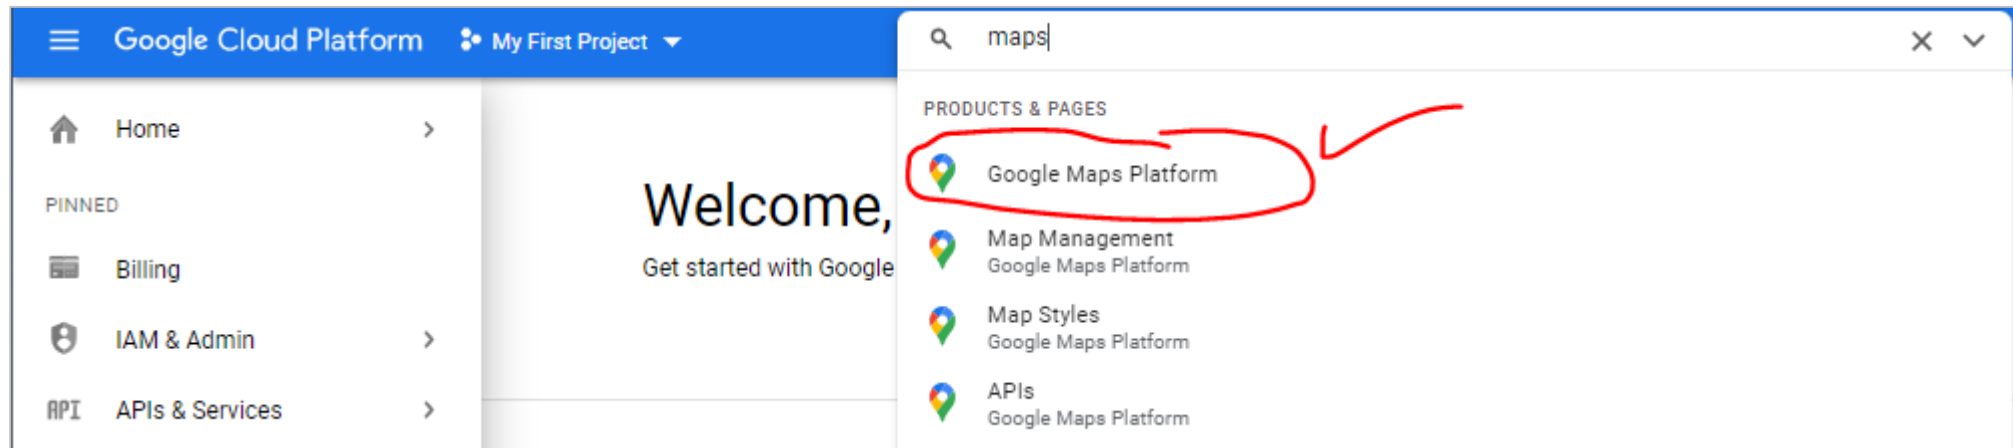 Google Cloud Platform
My First Project
maps
Home
PINNED
Billing
IAM & Admin
API
APIs & Services
Welcome,
Get started with Google
PRODUCTS & PAGES
Google Maps Platform
Map Management
Google Maps Platform
Map Styles
Google Maps Platform
APIs
Google Maps Platform